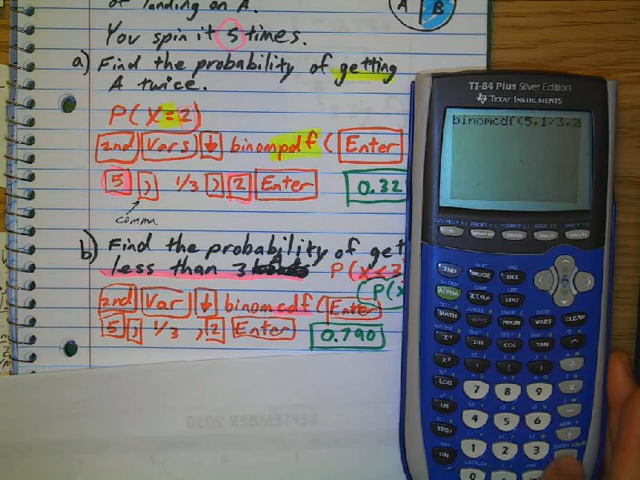 of landing on A.
A B
You spin it 5 times.
a) Find the probability of getting
A twice.
P(X=2)
2nd Vars ↓ binompdf( Enter
5 , 1/3 , 2 Enter 0.32
comma
b) Find the probability of get
less than 3
P(X<3
P(X
2nd Var ↓ binomcdf( Enter
5 , 1/3 , 2 Enter 0.790
SEPTEMBER 2030
TI-84 Plus Silver Edition
TEXAS INSTRUMENTS
binomcdf(5,1/3,2
2ND MODE DEL
ALPHA X,T,θ,n STAT
MATH PRGM VARS CLEAR
SIN COS TAN ^
7 8 9
LOG
LN 4 5 6
STO 1 2 3
ON